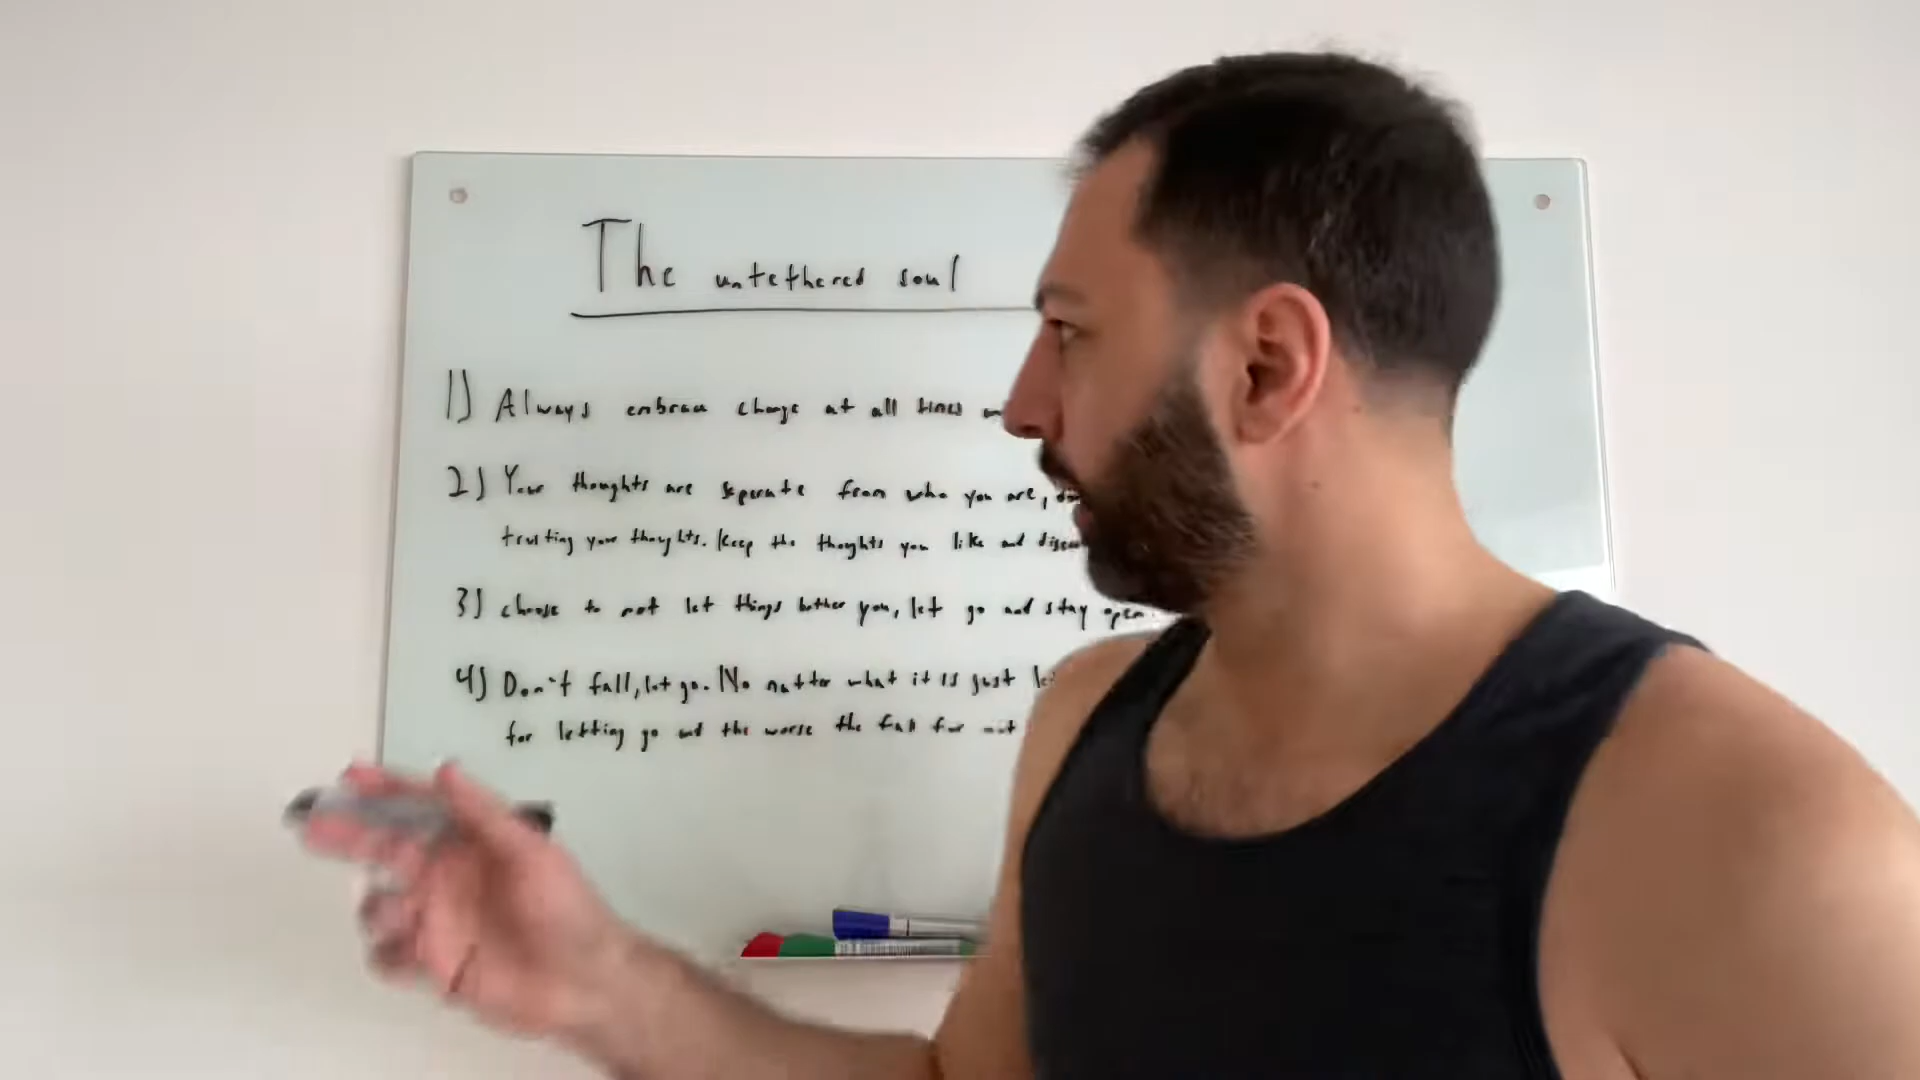 The untethered soul
1) Always embrace change at all times
2) Your thoughts are seperate from who you are,
trusting your thoughts. Keep the thoughts you like and
3) choose to not let things bother you, let go and stay open.
4) Don't fall, let go. No matter what it is just
for letting go and the worse the fall for not